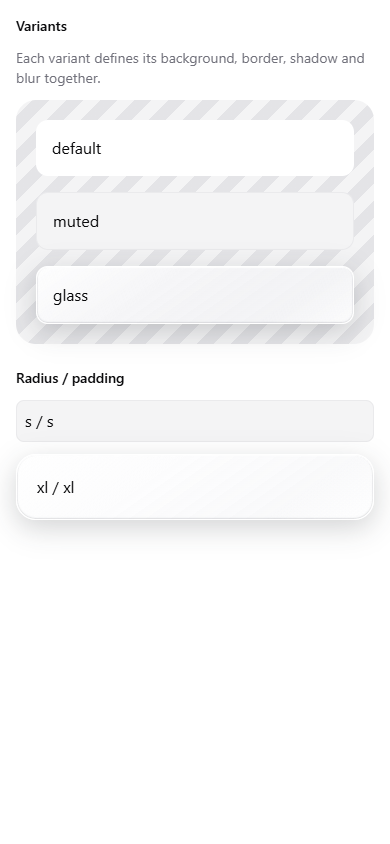 Variants
Each variant defines its background, border, shadow and
blur together.
default
muted
glass
Radius / padding
s / s
xl / xl